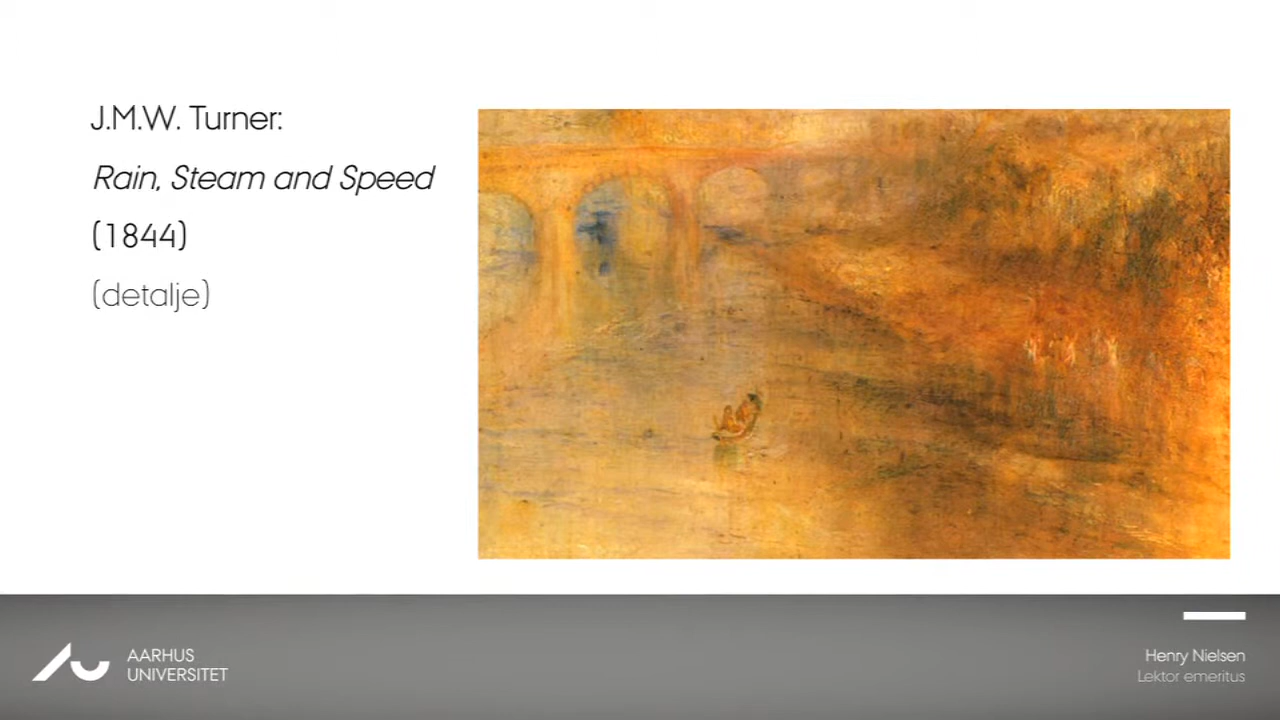 J.M.W. Turner:
Rain, Steam and Speed
(1844)
(detalje)
AARHUS
UNIVERSITET
Henry Nielsen
Lektor emeritus